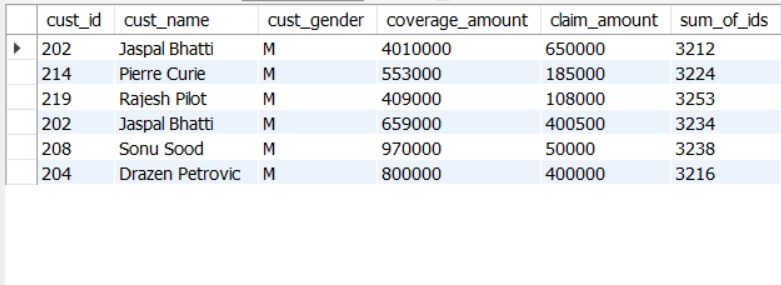 cust_id cust_name cust_gender coverage_amount claim_amount sum_of_ids
202 Jaspal Bhatti M 4010000 650000 3212
214 Pierre Curie M 553000 185000 3224
219 Rajesh Pilot M 409000 108000 3253
202 Jaspal Bhatti M 659000 400500 3234
208 Sonu Sood M 970000 50000 3238
204 Drazen Petrovic M 800000 400000 3216